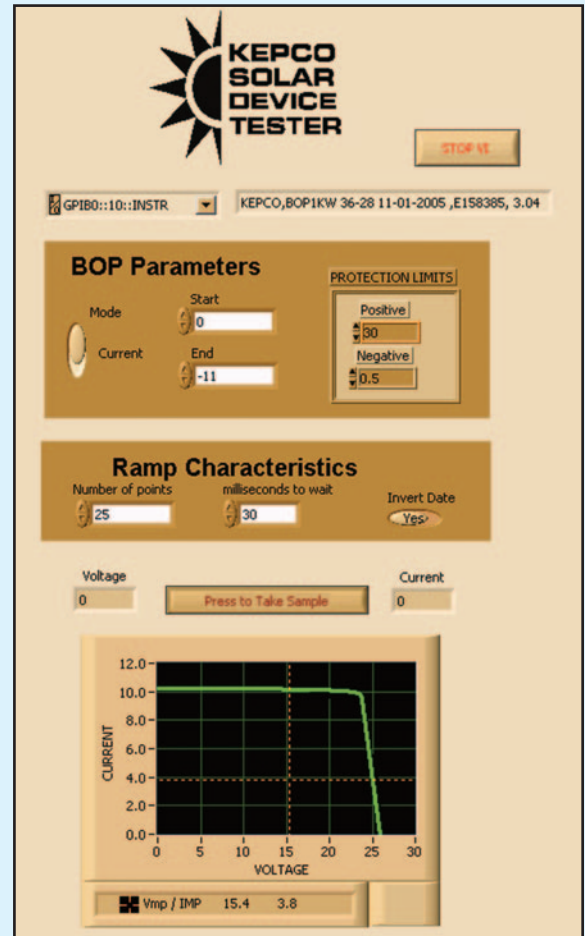 KEPCO
SOLAR
DEVICE
TESTER
STOP VI
GPIB0::10::INSTR
KEPCO,BOP1KW 36-28 11-01-2005 ,E158385, 3.04
BOP Parameters
PROTECTION LIMITS
Mode
Current
Start
0
End
-11
Positive
30
Negative
0.5
Ramp Characteristics
Number of points
25
milliseconds to wait
30
Invert Date
Yes
Voltage
0
Press to Take Sample
Current
0
12.0
10.0
8.0
6.0
4.0
2.0
0.0
CURRENT
0 5 10 15 20 25 30
VOLTAGE
Vmp / IMP 15.4 3.8